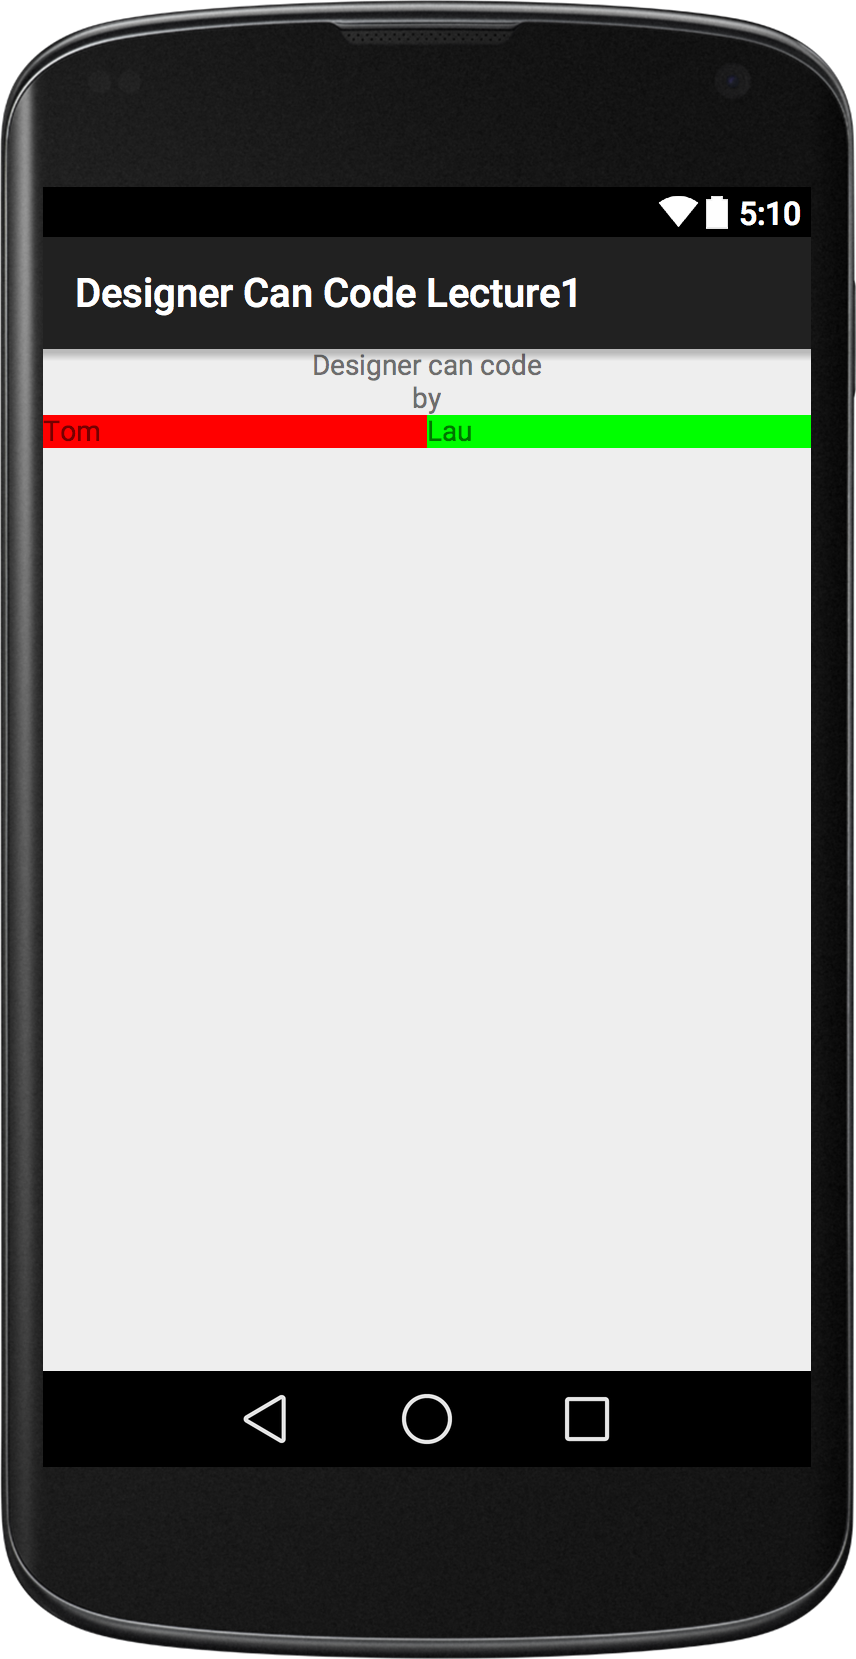 5:10
Designer Can Code Lecture1
Designer can code
by
Tom Lau